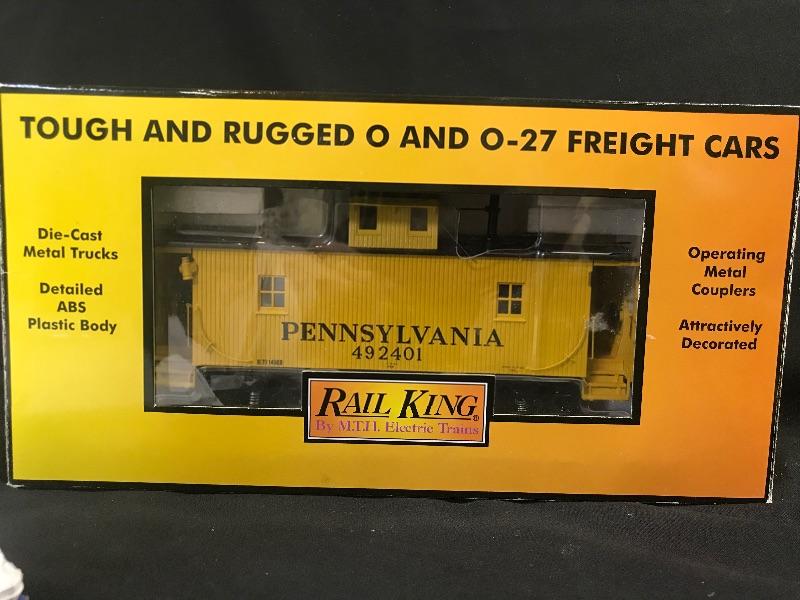 TOUGH AND RUGGED O AND O-27 FREIGHT CARS
Die-Cast
Metal Trucks
Detailed
ABS
Plastic Body
Operating
Metal
Couplers
Attractively
Decorated
PENNSYLVANIA
492401
RAIL KING®
By M.T.H. Electric Trains